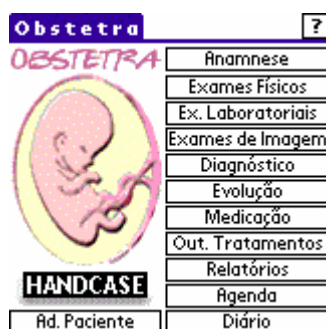 Obstetra ?
OBSTETRA
Anamnese
Exames Físicos
Ex. Laboratoriais
Exames de Imagem
Diagnóstico
Evolução
Medicação
Out. Tratamentos
Relatórios
Agenda
HANDCASE
Ad. Paciente
Diário